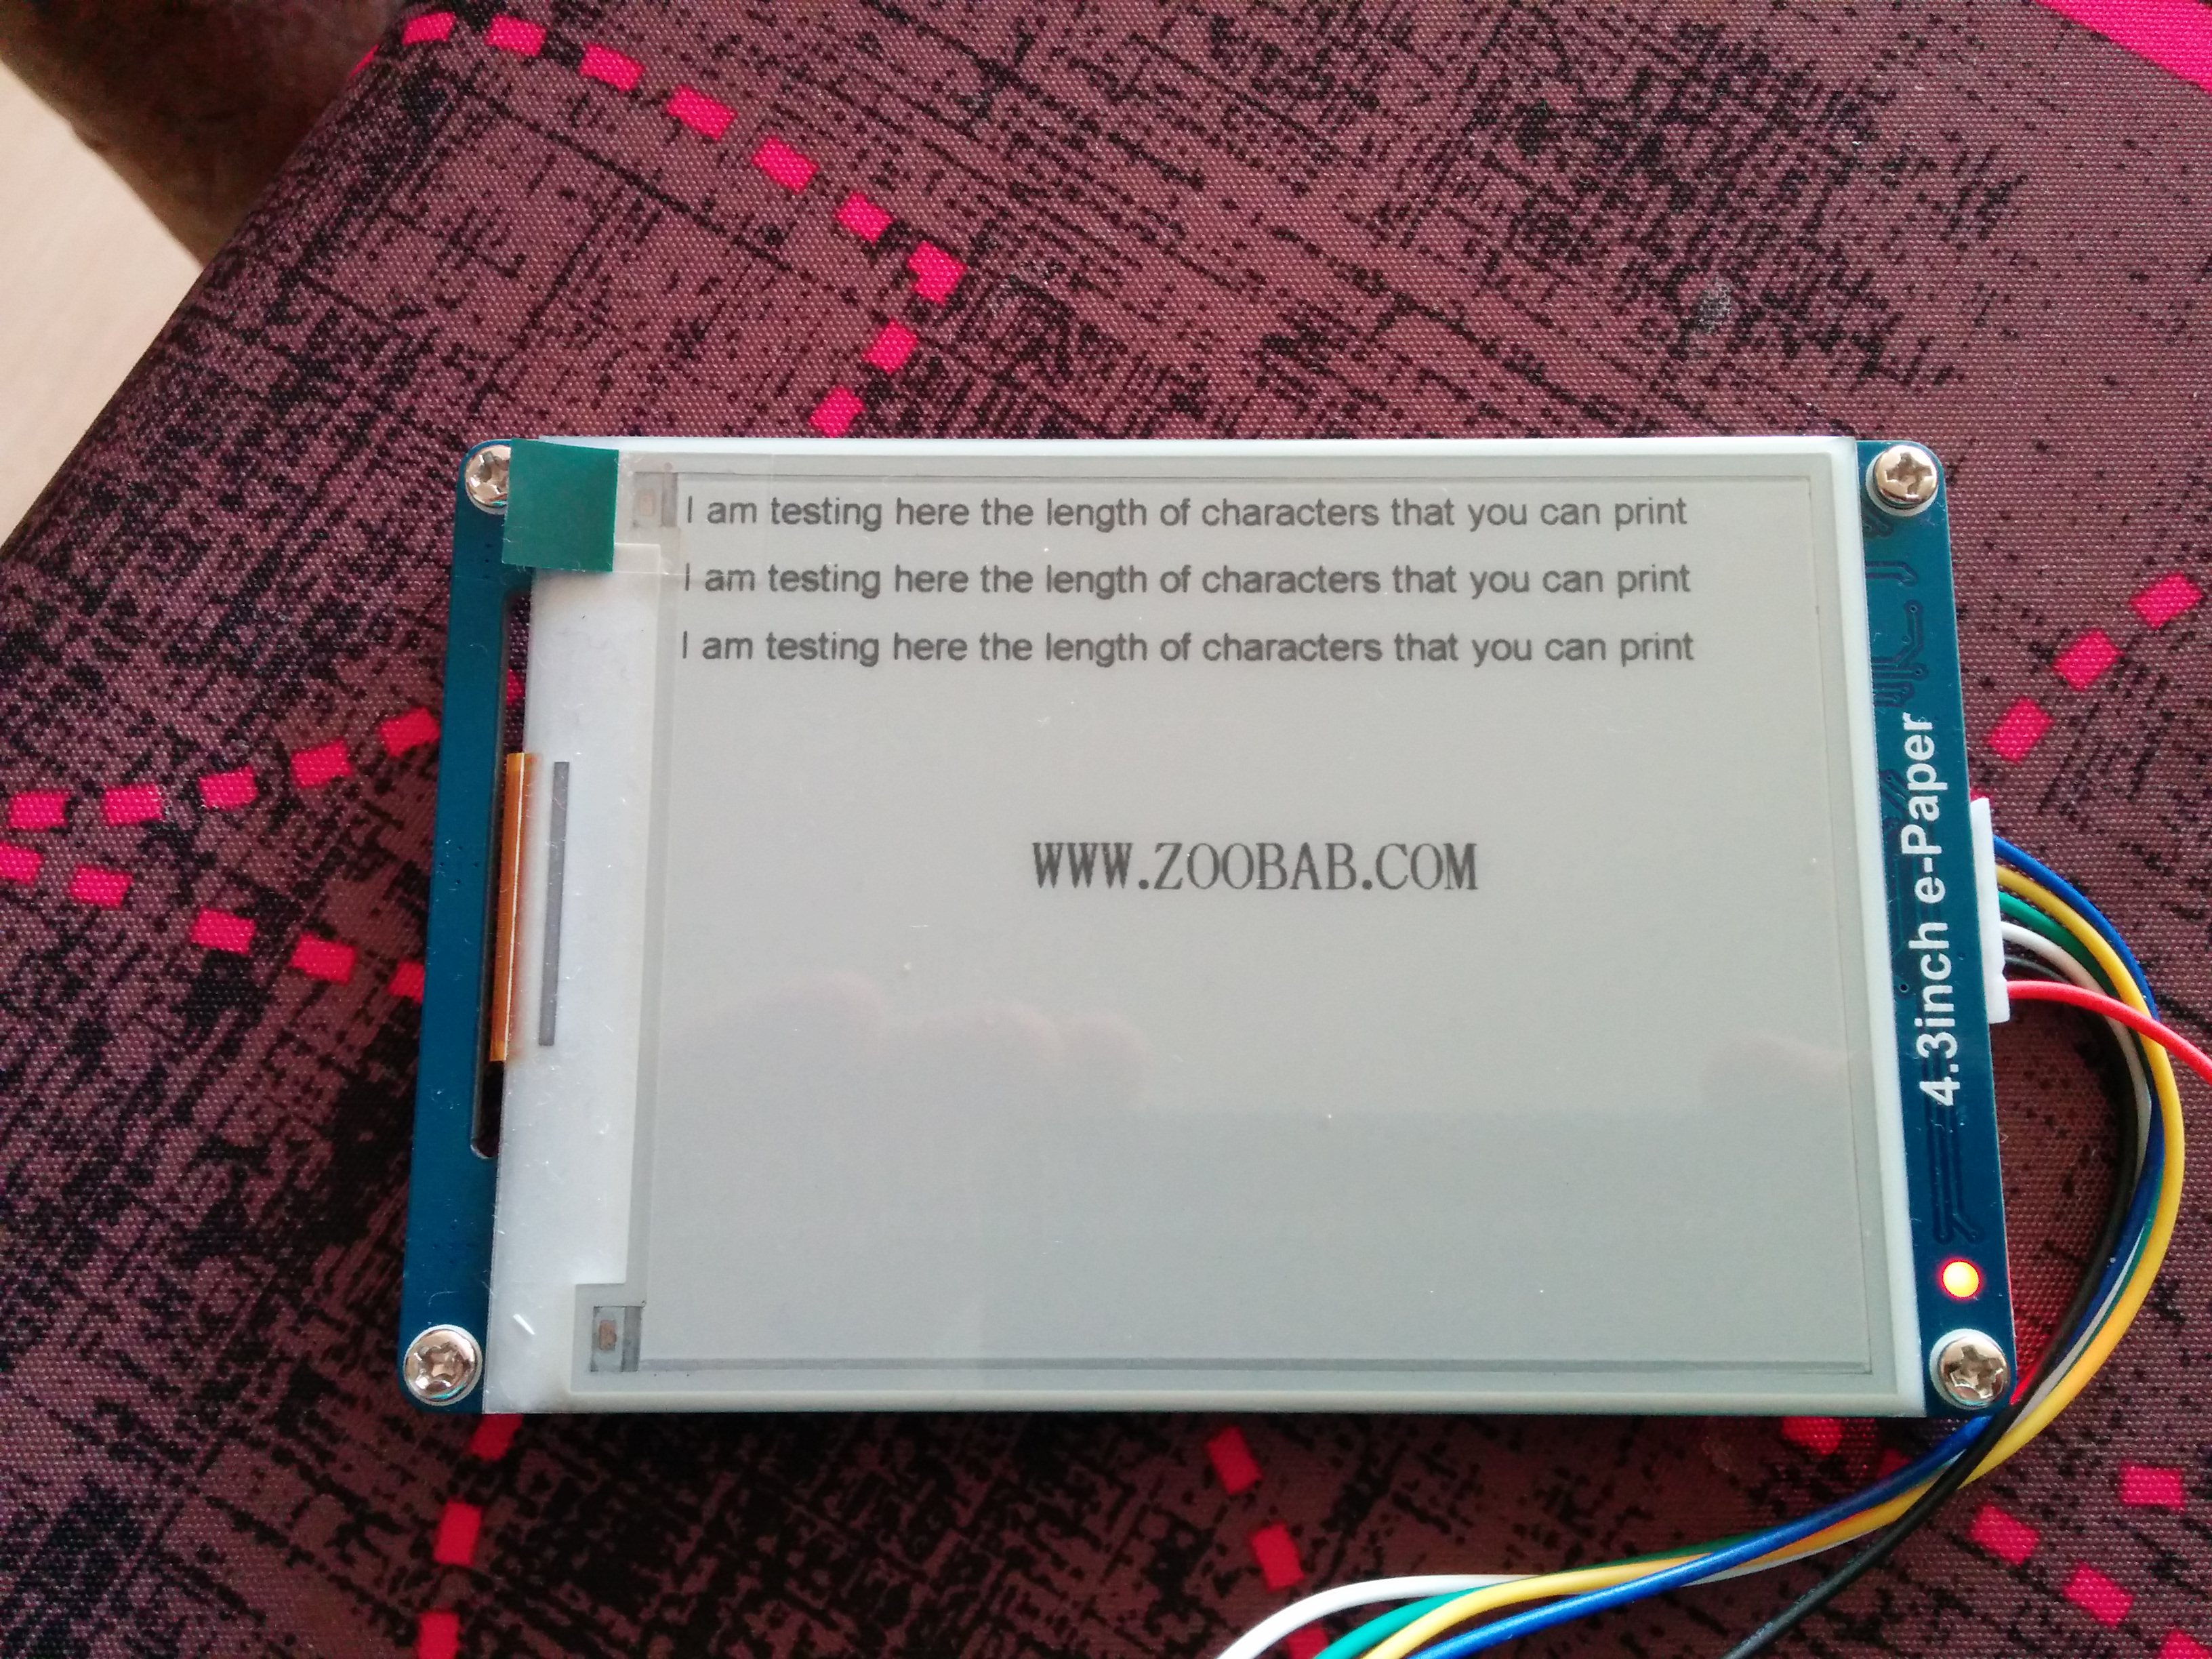 I am testing here the length of characters that you can print
I am testing here the length of characters that you can print
I am testing here the length of characters that you can print
WWW.ZOOBAB.COM
4.3inch e-Paper